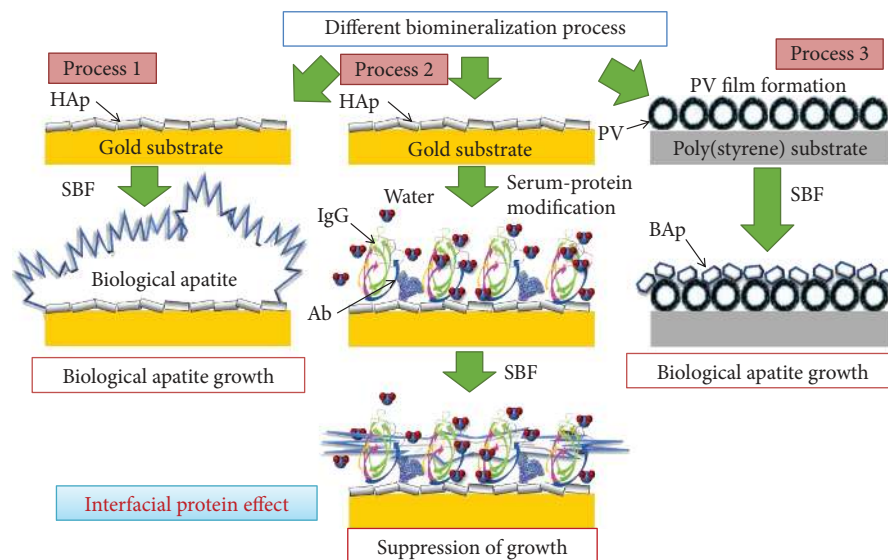 Different biomineralization process
Process 1
Process 2
Process 3
HAp
Gold substrate
SBF
Biological apatite
Biological apatite growth
HAp
Gold substrate
Serum-protein
modification
Water
IgG
Ab
SBF
Interfacial protein effect
Suppression of growth
PV film formation
PV
Poly(styrene) substrate
SBF
BAp
Biological apatite growth